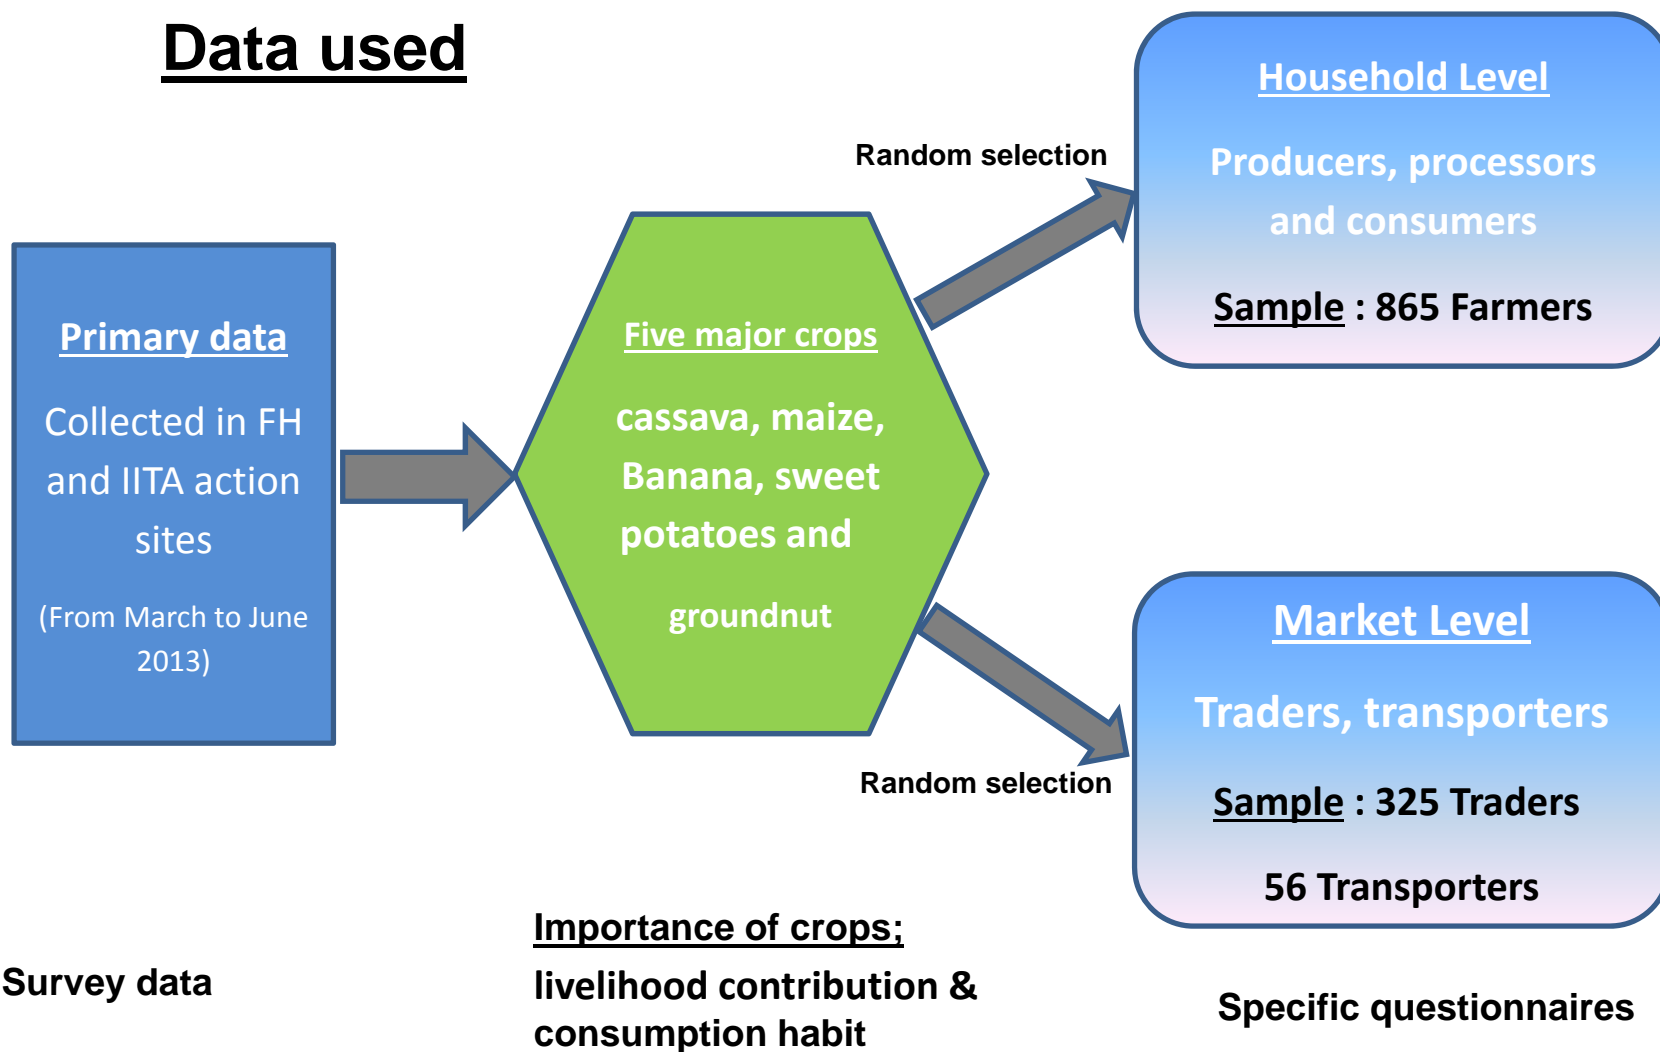 Data used
Primary data
Collected in FH
and IITA action
sites
(From March to June
2013)
Survey data
Five major crops
cassava, maize,
Banana, sweet
potatoes and
groundnut
Importance of crops;
livelihood contribution &
consumption habit
Random selection
Household Level
Producers, processors
and consumers
Sample : 865 Farmers
Random selection
Market Level
Traders, transporters
Sample : 325 Traders
56 Transporters
Specific questionnaires